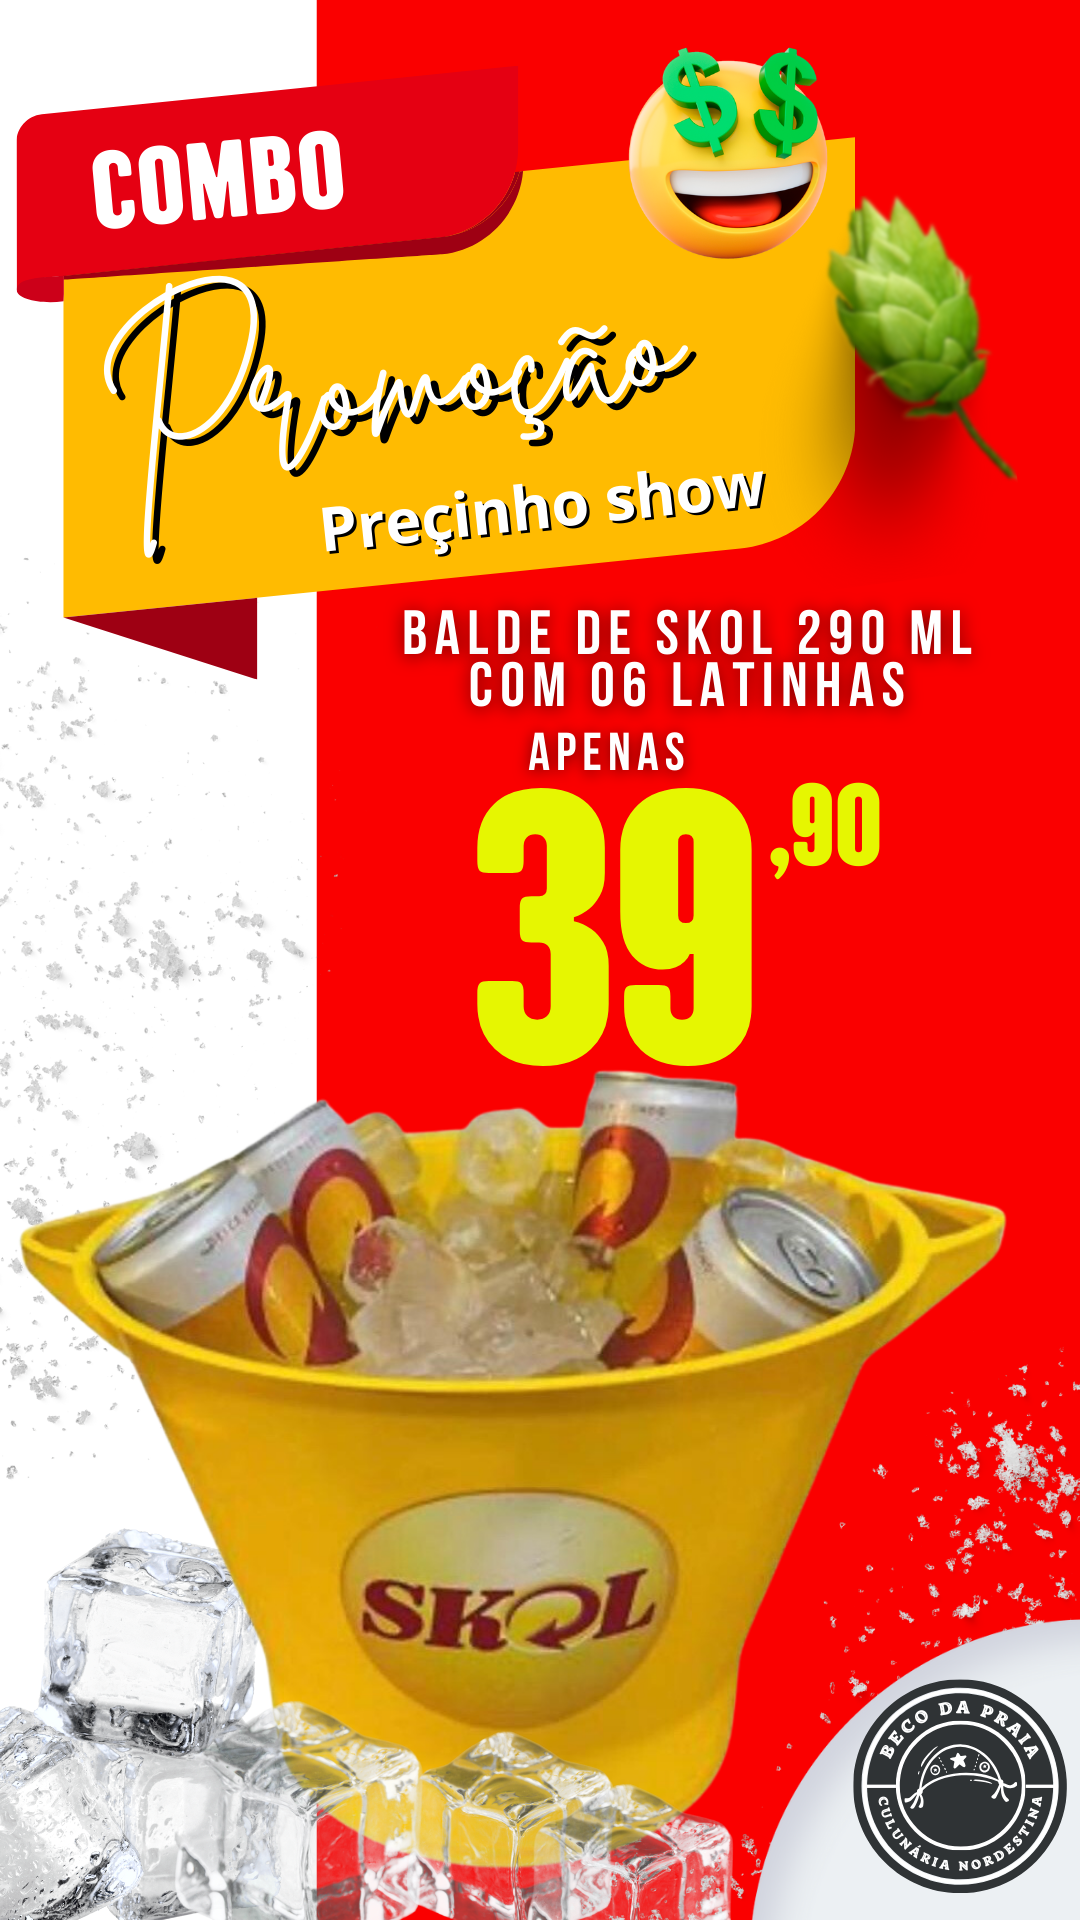 COMBO
Promoção
Preçinho show
BALDE DE SKOL 290 ML
COM 06 LATINHAS
APENAS
39,90
SKOL
BECO DA PRAIA
CULUNÁRIA NORDESTINA